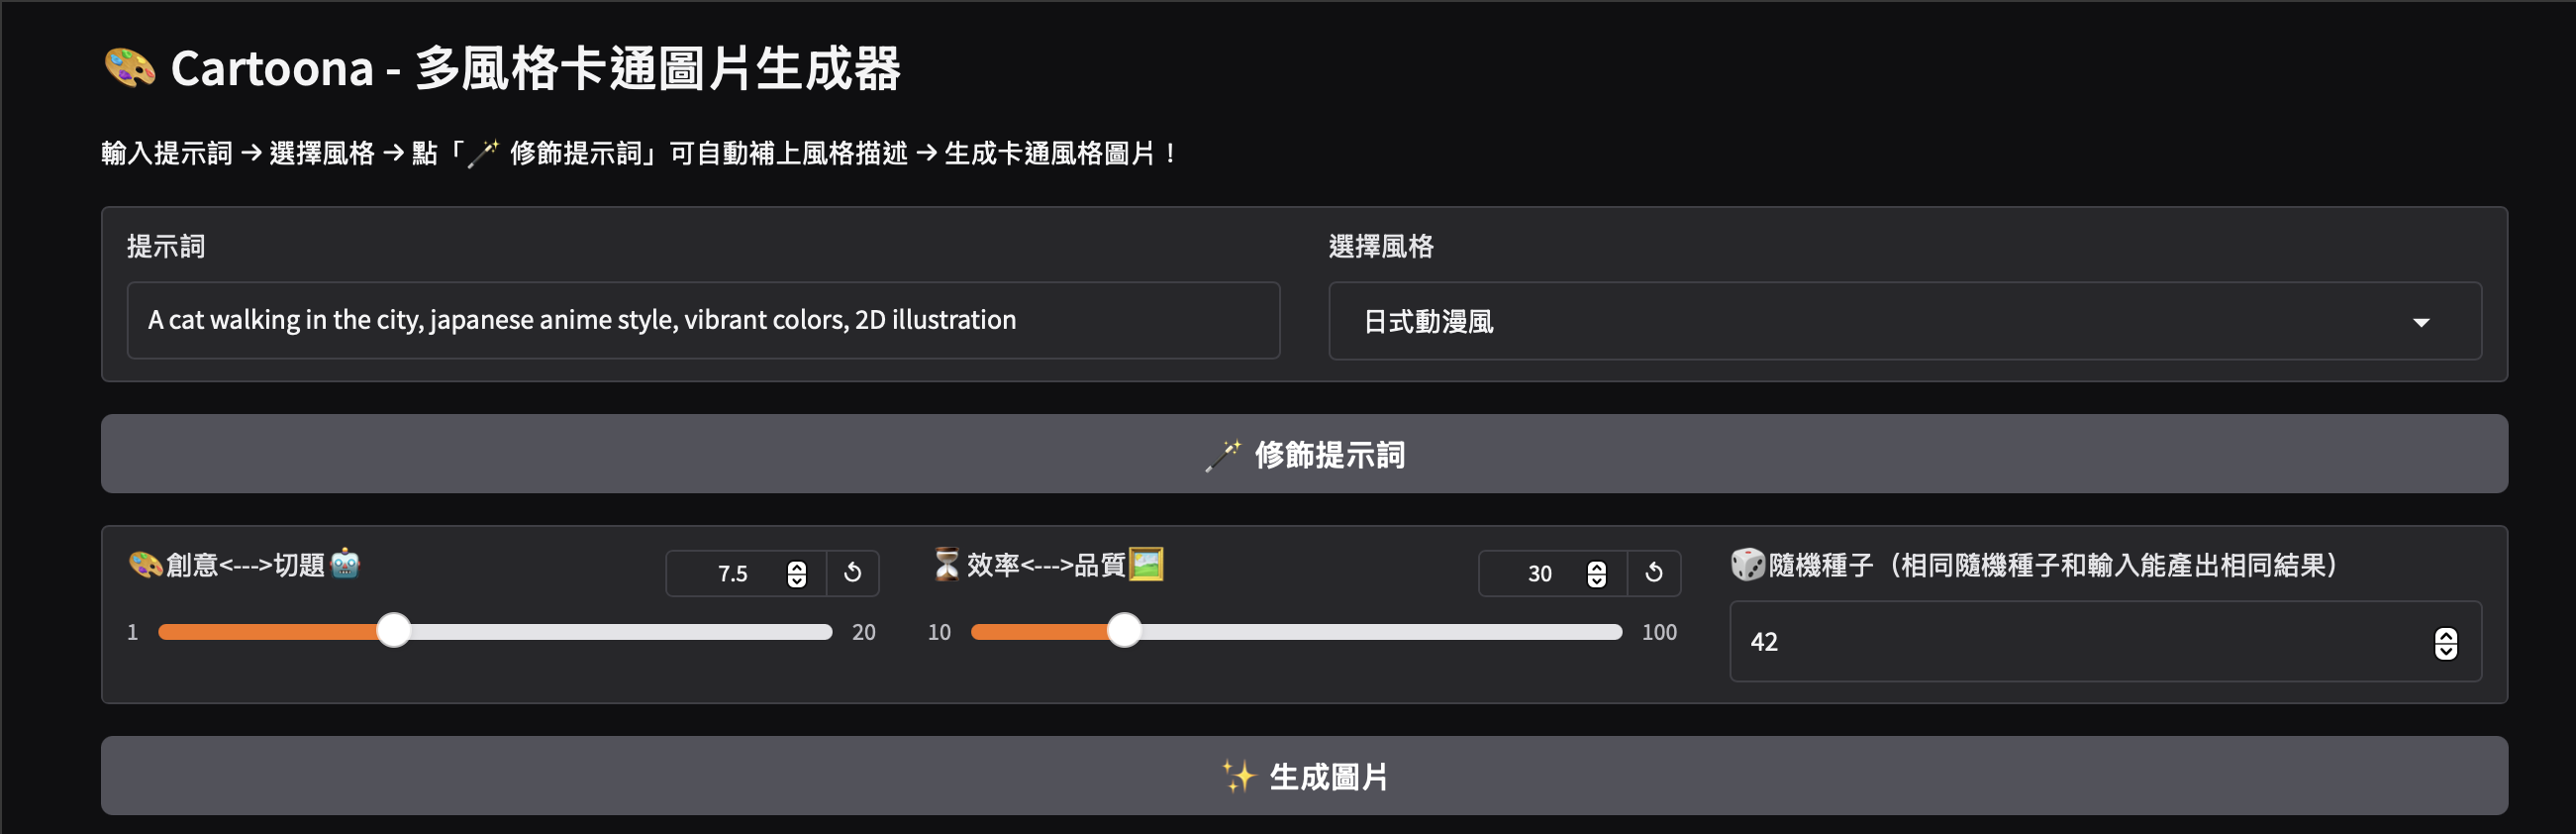 🎨 Cartoona - 多風格卡通圖片生成器
輸入提示詞 → 選擇風格 → 點「🪄 修飾提示詞」可自動補上風格描述 → 生成卡通風格圖片！
提示詞
選擇風格
A cat walking in the city, japanese anime style, vibrant colors, 2D illustration
日式動漫風
🪄 修飾提示詞
🎨創意<--->切題🤖
7.5
⏳效率<--->品質🖼️
30
🎲隨機種子（相同隨機種子和輸入能產出相同結果）
1
20
10
100
42
✨ 生成圖片